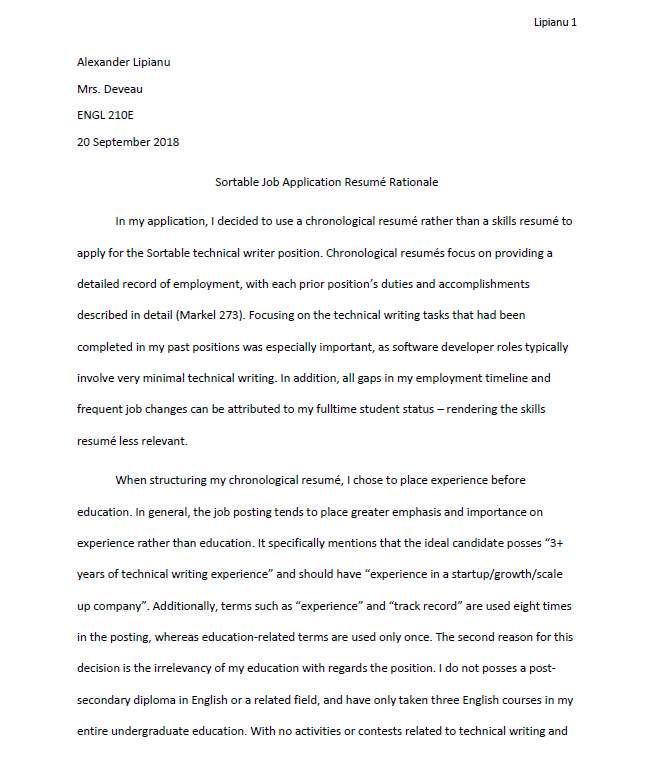 Lipianu 1
Alexander Lipianu
Mrs. Deveau
ENGL 210E
20 September 2018
Sortable Job Application Resumé Rationale
In my application, I decided to use a chronological resumé rather than a skills resumé to
apply for the Sortable technical writer position. Chronological resumés focus on providing a
detailed record of employment, with each prior position’s duties and accomplishments
described in detail (Markel 273). Focusing on the technical writing tasks that had been
completed in my past positions was especially important, as software developer roles typically
involve very minimal technical writing. In addition, all gaps in my employment timeline and
frequent job changes can be attributed to my fulltime student status – rendering the skills
resumé less relevant.
When structuring my chronological resumé, I chose to place experience before
education. In general, the job posting tends to place greater emphasis and importance on
experience rather than education. It specifically mentions that the ideal candidate posses “3+
years of technical writing experience” and should have “experience in a startup/growth/scale
up company”. Additionally, terms such as “experience” and “track record” are used eight times
in the posting, whereas education-related terms are used only once. The second reason for this
decision is the irrelevancy of my education with regards the position. I do not posses a post-
secondary diploma in English or a related field, and have only taken three English courses in my
entire undergraduate education. With no activities or contests related to technical writing and